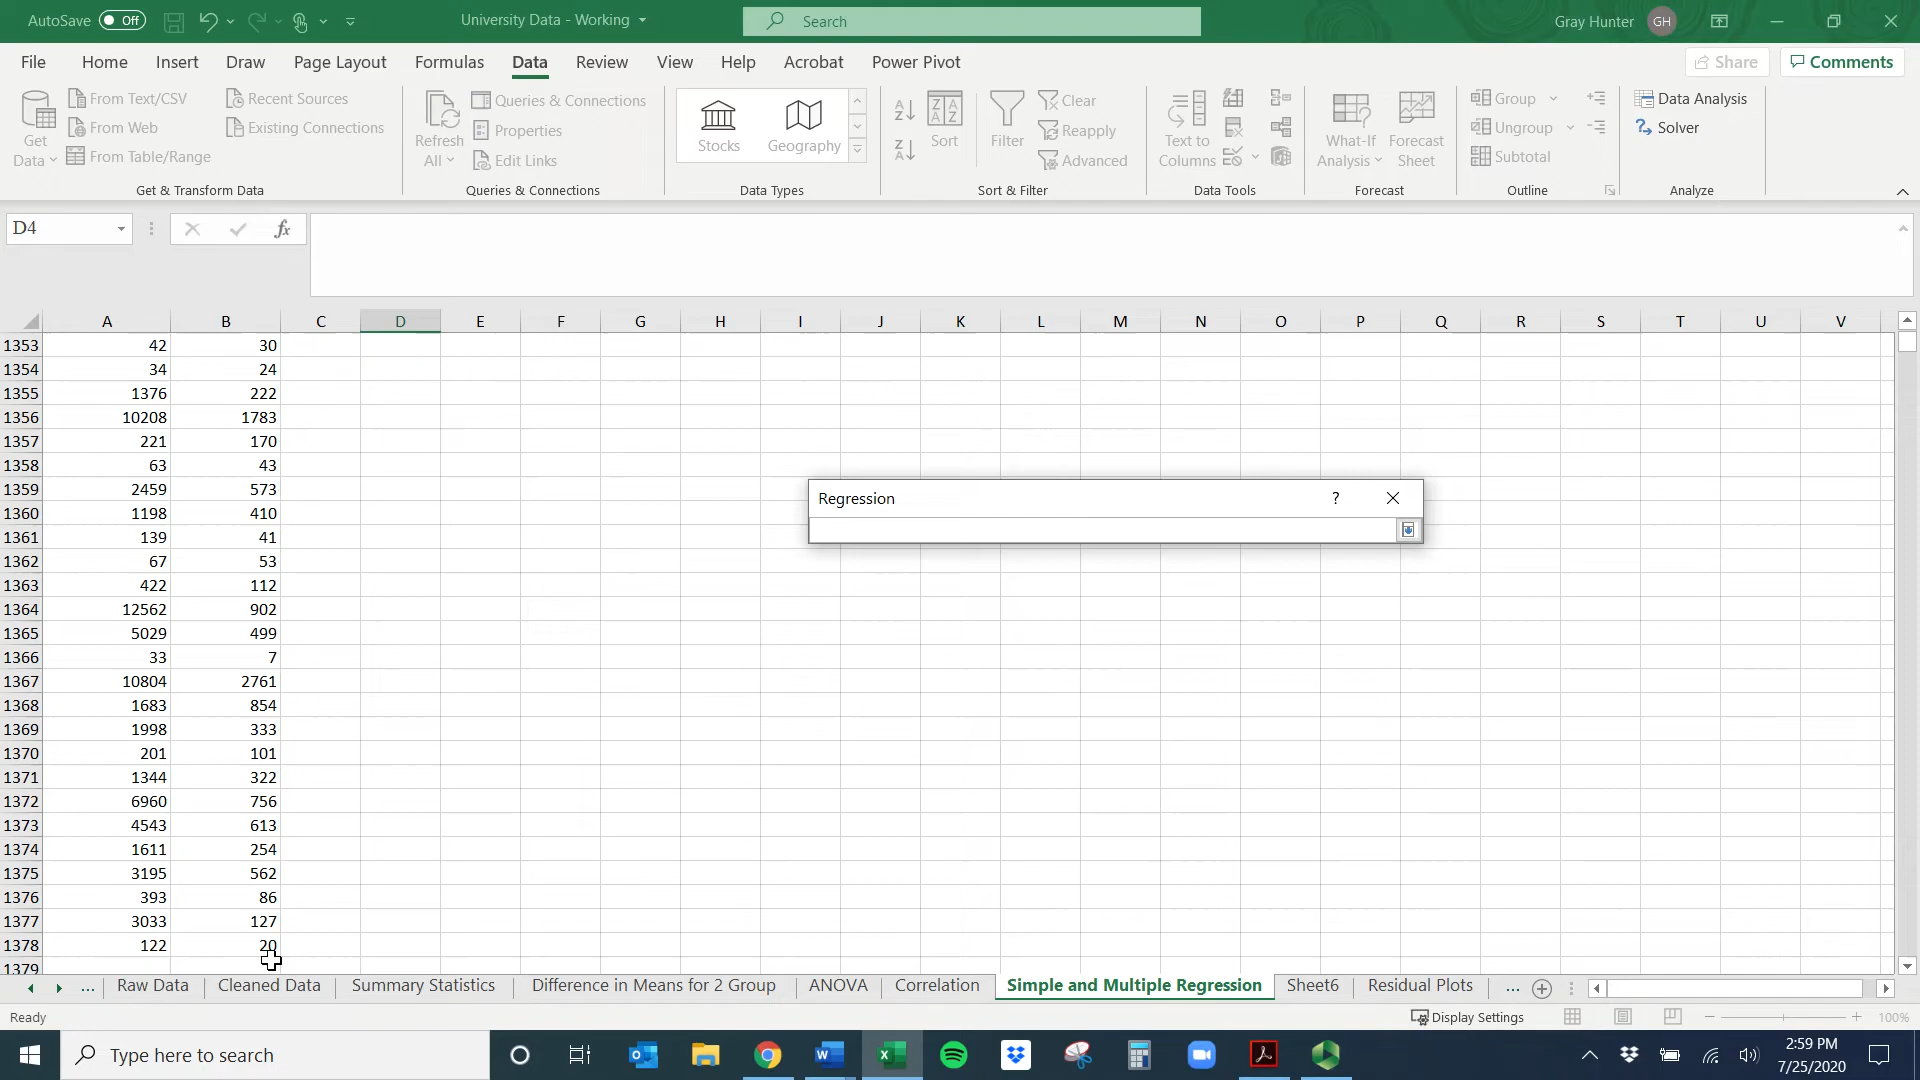 AutoSave Off
University Data - Working
Search
Gray Hunter GH
File Home Insert Draw Page Layout Formulas Data Review View Help Acrobat Power Pivot
Share Comments
Get Data
From Text/CSV
From Web
From Table/Range
Recent Sources
Existing Connections
Get & Transform Data
Refresh All
Queries & Connections
Properties
Edit Links
Queries & Connections
Stocks
Geography
Data Types
Sort
Filter
Clear
Reapply
Advanced
Sort & Filter
Text to Columns
Data Tools
What-If Analysis
Forecast Sheet
Forecast
Group
Ungroup
Subtotal
Outline
Data Analysis
Solver
Analyze
D4
fx
A B C D E F G H I J K L M N O P Q R S T U V
1353 42 30
1354 34 24
1355 1376 222
1356 10208 1783
1357 221 170
1358 63 43
1359 2459 573
1360 1198 410
1361 139 41
1362 67 53
1363 422 112
1364 12562 902
1365 5029 499
1366 33 7
1367 10804 2761
1368 1683 854
1369 1998 333
1370 201 101
1371 1344 322
1372 6960 756
1373 4543 613
1374 1611 254
1375 3195 562
1376 393 86
1377 3033 127
1378 122 20
1379
Regression ?
... Raw Data Cleaned Data Summary Statistics Difference in Means for 2 Group ANOVA Correlation Simple and Multiple Regression Sheet6 Residual Plots ...
Ready
Display Settings
100%
Type here to search
2:59 PM
7/25/2020